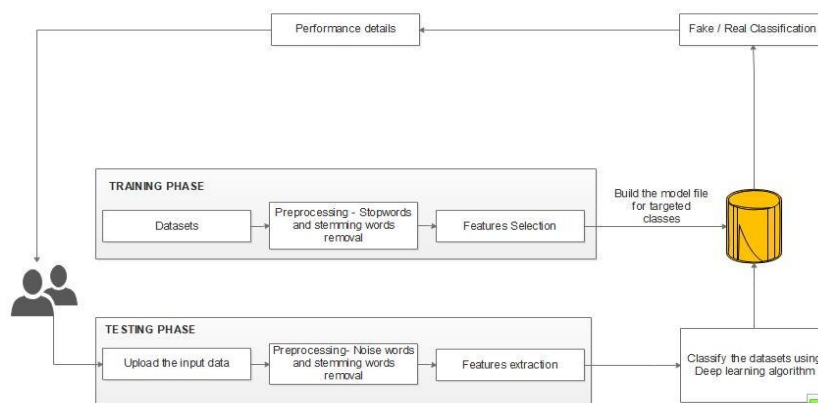 Performance details
Fake / Real Classification
TRAINING PHASE
Datasets
Preprocessing - Stopwords
and stemming words
removal
Features Selection
Build the model file
for targeted
classes
TESTING PHASE
Upload the input data
Preprocessing- Noise words
and stemming words
removal
Features extraction
Classify the datasets using
Deep learning algorithm